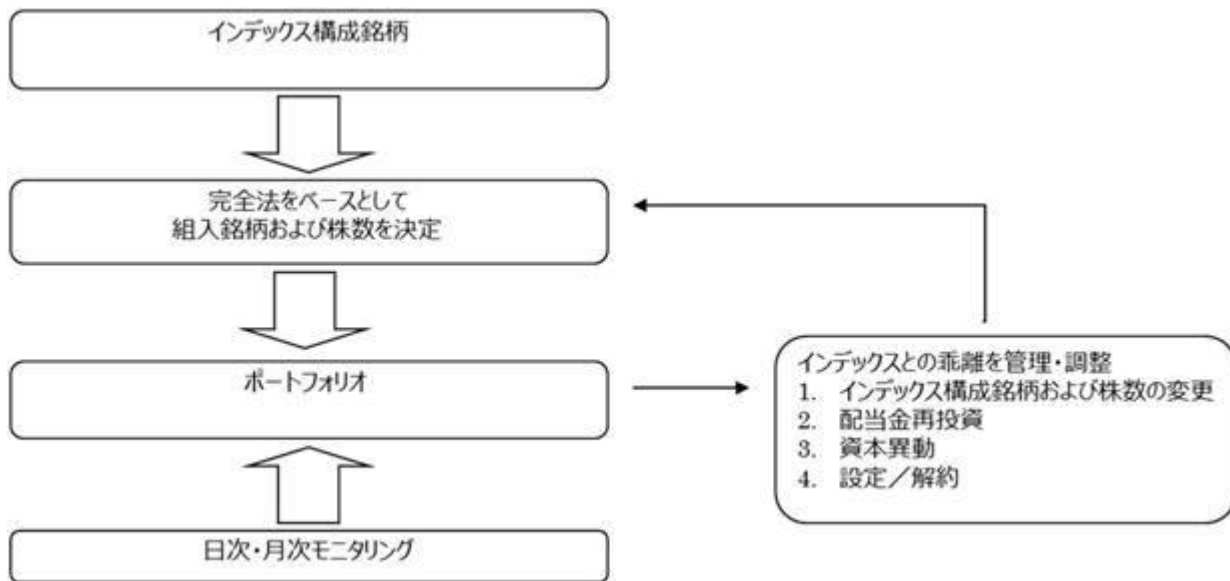 インデックス構成銘柄
完全法をベースとして
組入銘柄および株数を決定
ポートフォリオ
インデックスとの乖離を管理・調整
1. インデックス構成銘柄および株数の変更
2. 配当金再投資
3. 資本異動
4. 設定／解約
日次・月次モニタリング